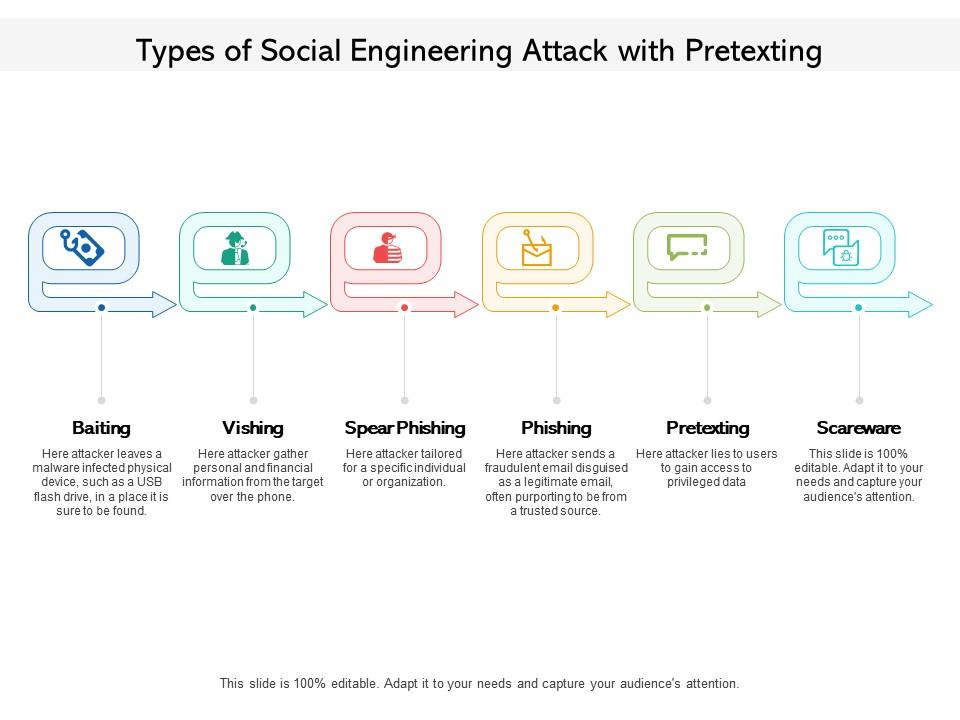 Types of Social Engineering Attack with Pretexting
Baiting
Here attacker leaves a
malware infected physical
device, such as a USB
flash drive, in a place it is
sure to be found.
Vishing
Here attacker gather
personal and financial
information from the target
over the phone.
Spear Phishing
Here attacker tailored
for a specific individual
or organization.
Phishing
Here attacker sends a
fraudulent email disguised
as a legitimate email,
often purporting to be from
a trusted source.
Pretexting
Here attacker lies to users
to gain access to
privileged data
Scareware
This slide is 100%
editable. Adapt it to your
needs and capture your
audience's attention.
This slide is 100% editable. Adapt it to your needs and capture your audience's attention.